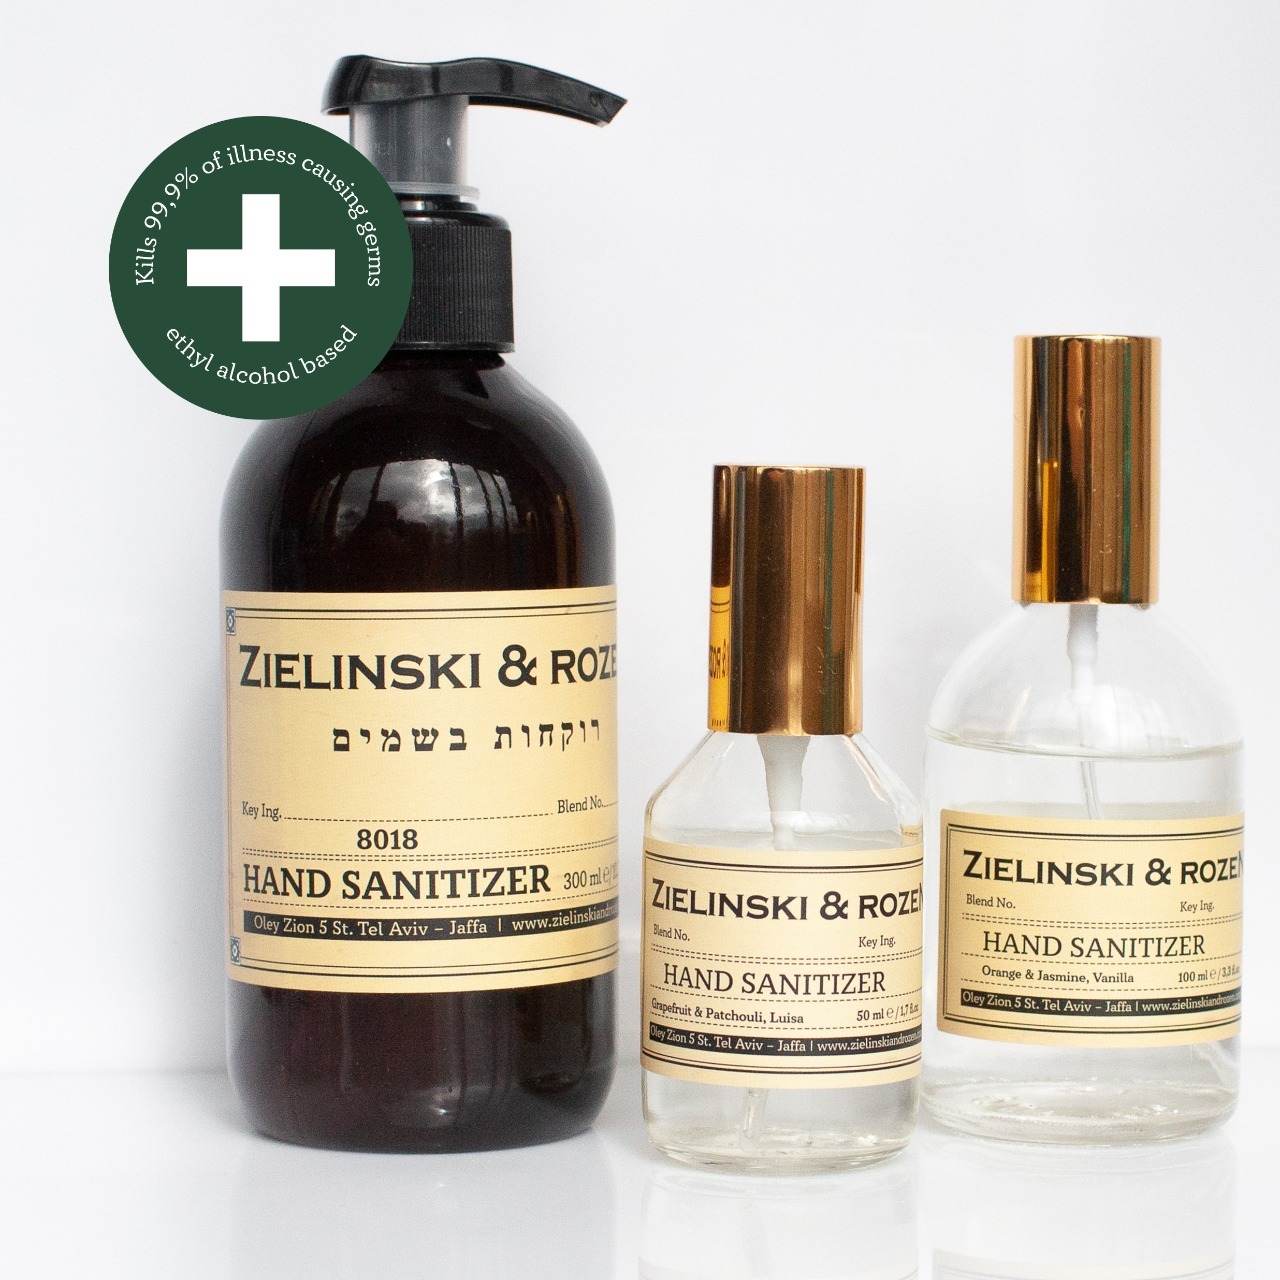 Kills 99,9% of illness causing germs
ethyl alcohol based
ZIELINSKI & ROZE
רוקחות בשמים
Key Ing. Blend No.
8018
HAND SANITIZER 300 ml ℮/
Oley Zion 5 St. Tel Aviv – Jaffa | www.zielinskiandrozen
ZIELINSKI & ROZEN
Blend No. Key Ing.
HAND SANITIZER
Grapefruit & Patchouli, Luisa 50 ml ℮ / 1,7 fl.
Oley Zion 5 St. Tel Aviv – Jaffa | www.zielinskiandrozen.
ZIELINSKI & ROZEN
Blend No. Key Ing.
HAND SANITIZER
Orange & Jasmine, Vanilla 100 ml ℮ / 3,3 fl.oz
Oley Zion 5 St. Tel Aviv – Jaffa | www.zielinskiandrozen.